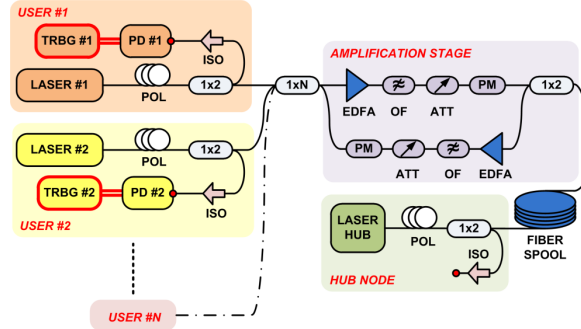 USER #1
TRBG #1
PD #1
ISO
LASER #1
POL
1x2
1xN
AMPLIFICATION STAGE
EDFA
OF
ATT
PM
1x2
PM
ATT
OF
EDFA
LASER #2
POL
1x2
TRBG #2
PD #2
ISO
USER #2
USER #N
LASER
HUB
POL
1x2
ISO
HUB NODE
FIBER
SPOOL